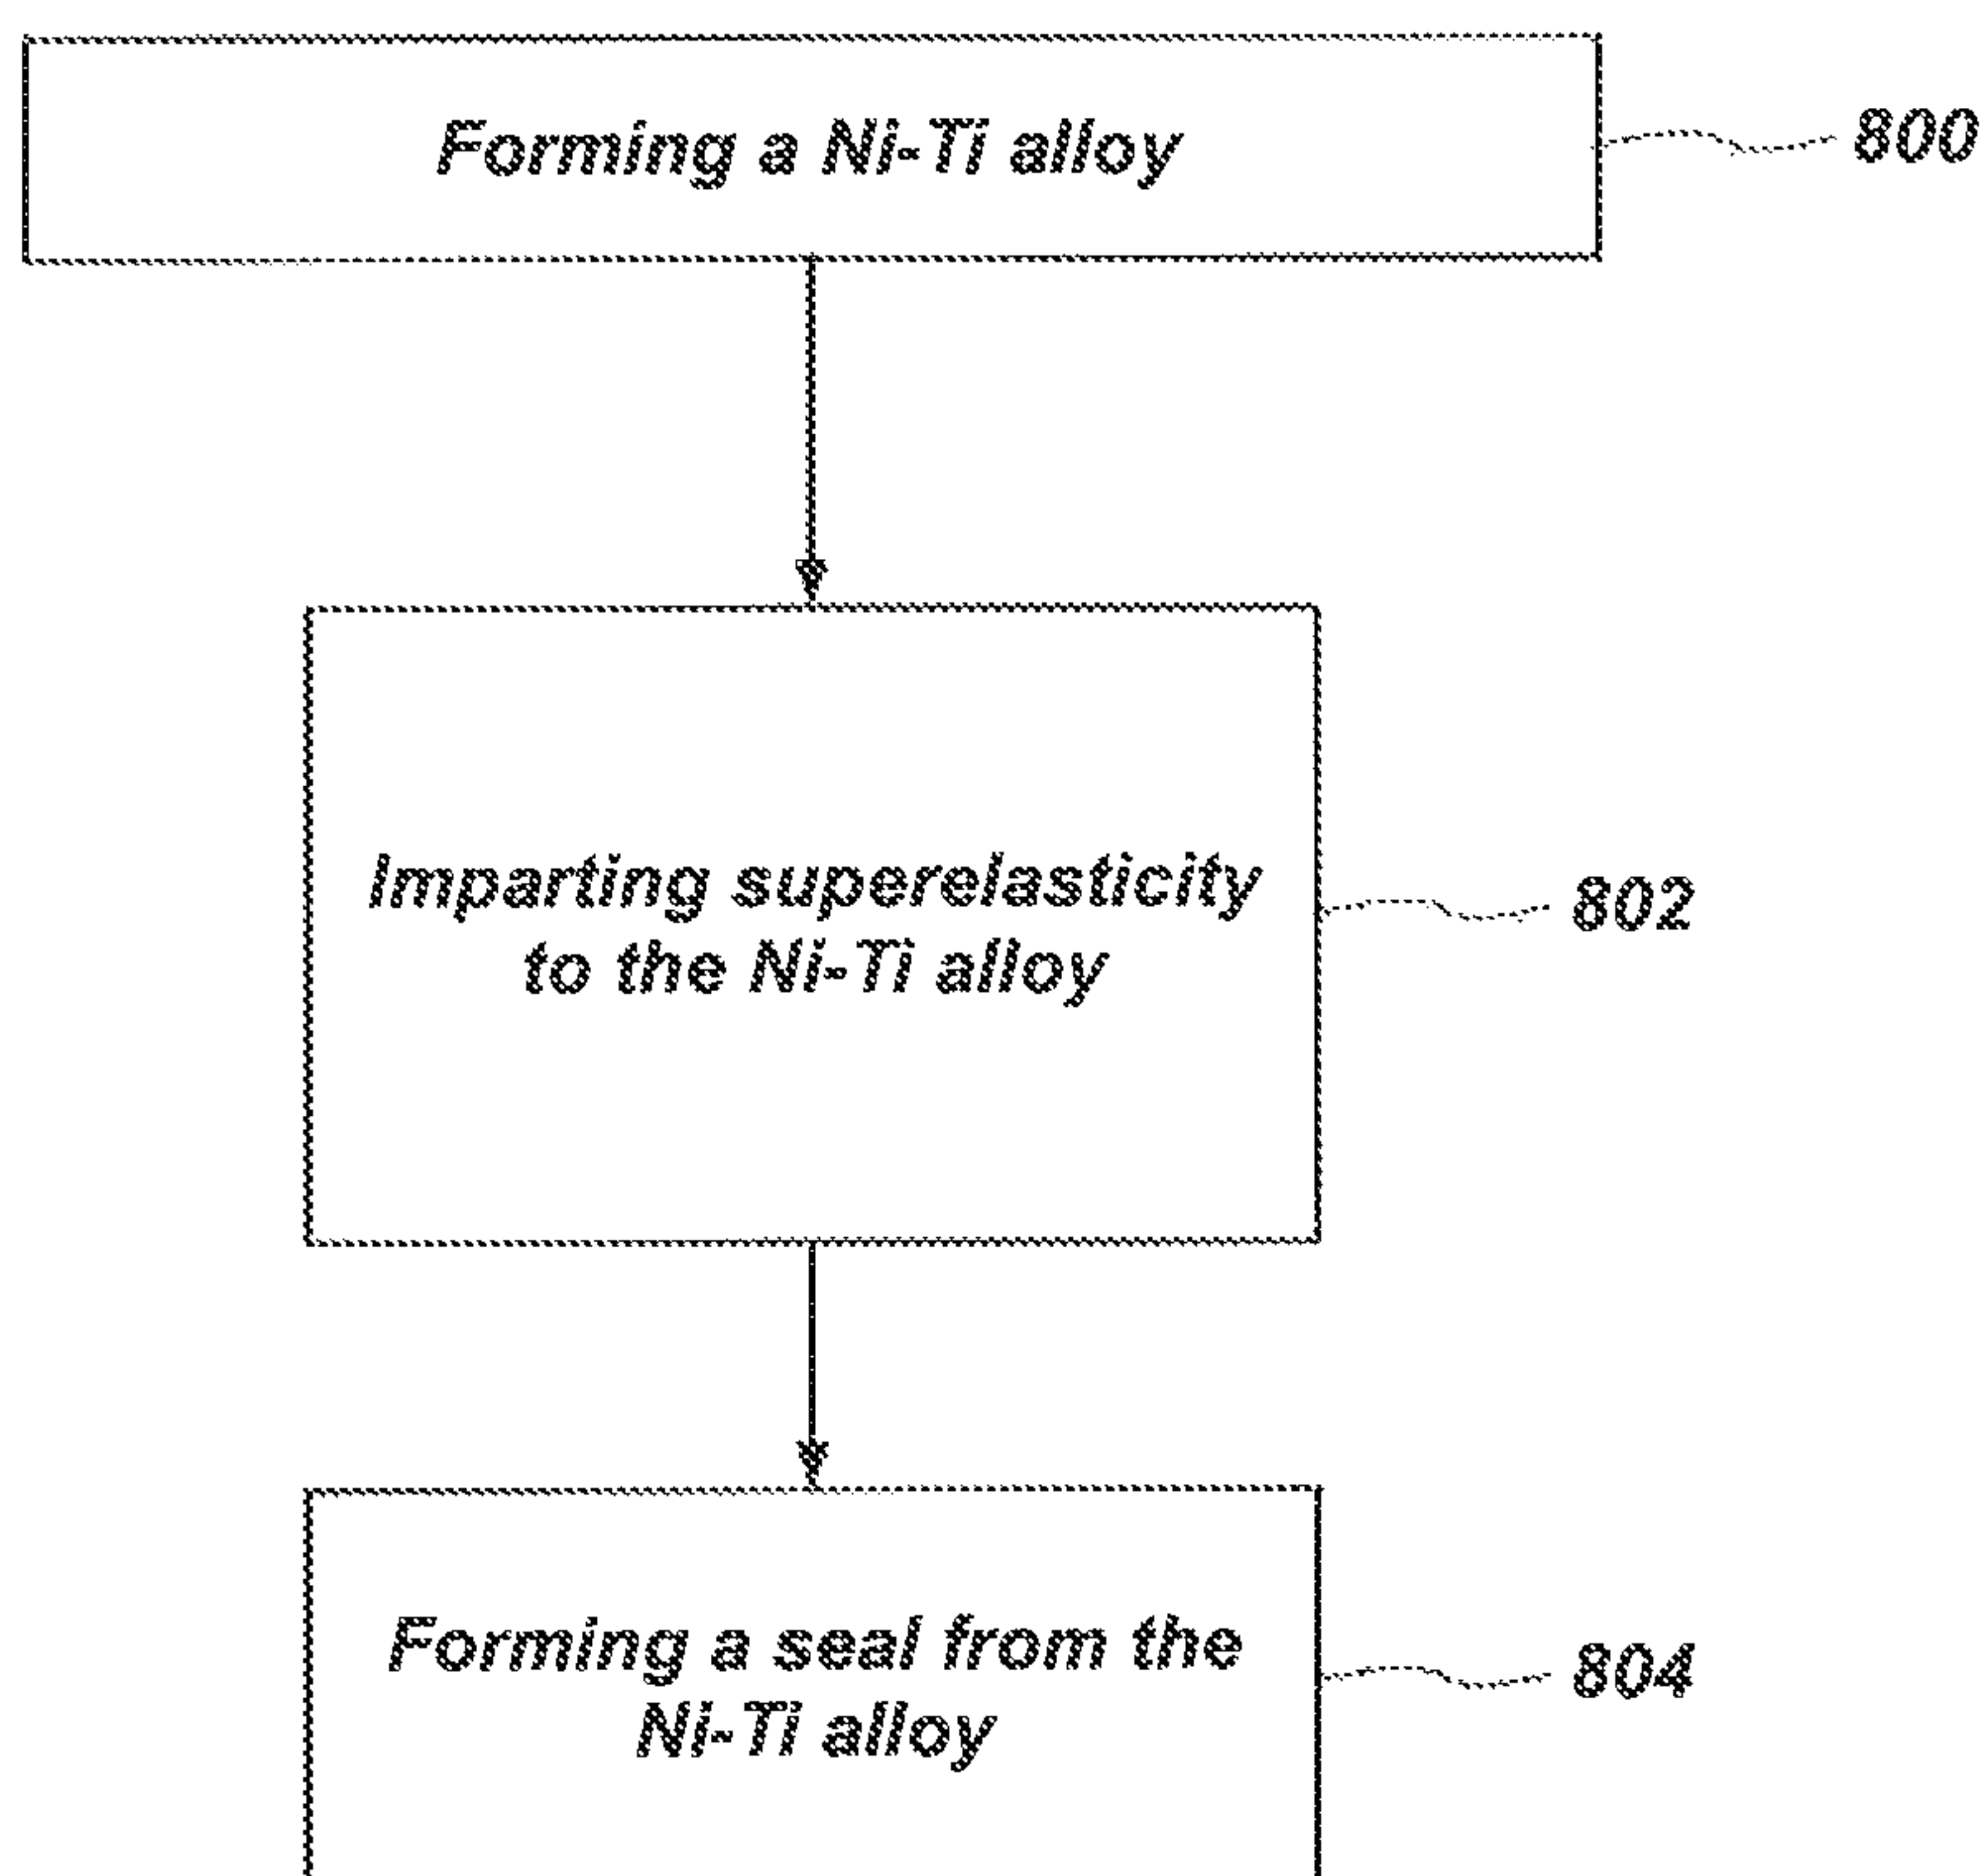 Forming a Ni-Ti alloy
800
Imparting superelasticity
to the Ni-Ti alloy
802
Forming a seal from the
Ni-Ti alloy
804